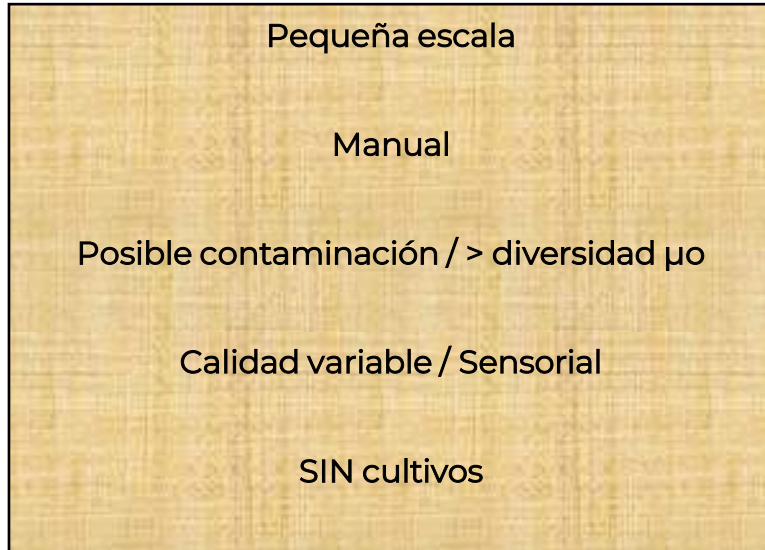 Pequeña escala
Manual
Posible contaminación / > diversidad µo
Calidad variable / Sensorial
SIN cultivos